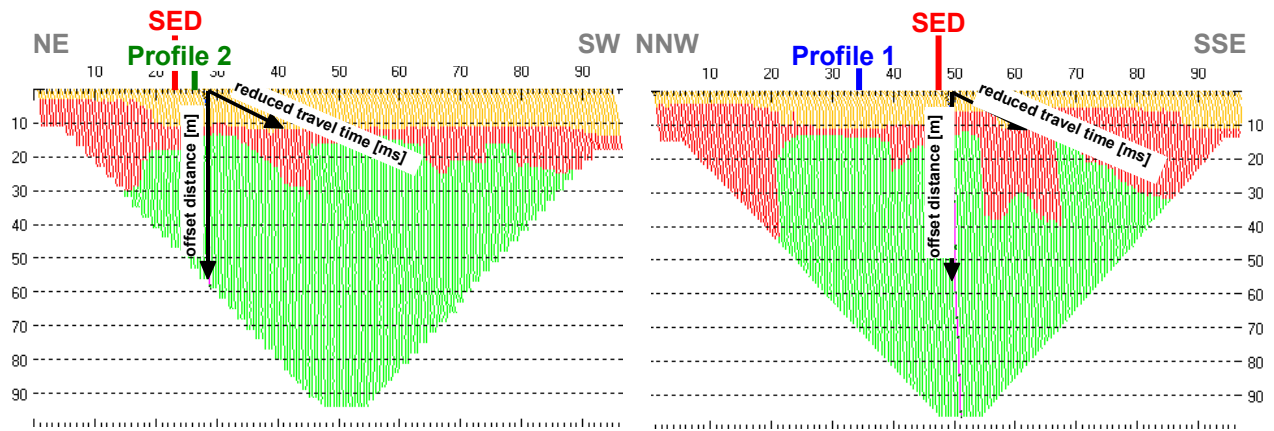 SED
NE
Profile 2
SW
10 20 30 40 50 60 70 80 90
reduced travel time [ms]
offset distance [m]
10
20
30
40
50
60
70
80
90
SED
NNW
Profile 1
SSE
10 20 30 40 50 60 70 80 90
reduced travel time [ms]
offset distance [m]
10
20
30
40
50
60
70
80
90